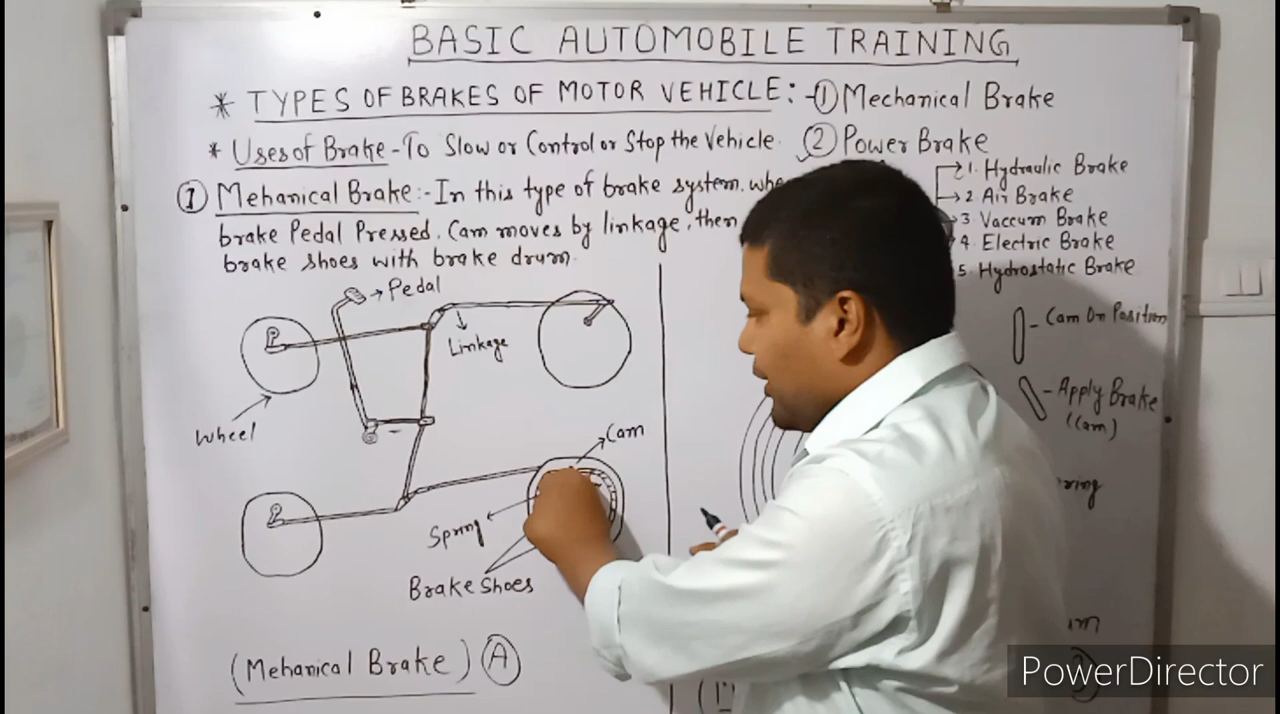 BASIC AUTOMOBILE TRAINING
* TYPES OF BRAKES OF MOTOR VEHICLE:- ① Mechanical Brake
* Uses of Brake - To Slow or Control or Stop the Vehicle. ② Power Brake
1. Hydraulic Brake
2 Air Brake
3 Vaccum Brake
4. Electric Brake
5. Hydrostatic Brake
① Mehanical Brake:- In this type of brake system, 
brake Pedal Pressed. Cam moves by linkage, then
brake shoes with brake drum.
Pedal
Linkage
Wheel
Cam
Spring
Brake Shoes
(Mehanical Brake) Ⓐ
Cam On Position
Apply Brake
(Cam)
PowerDirector